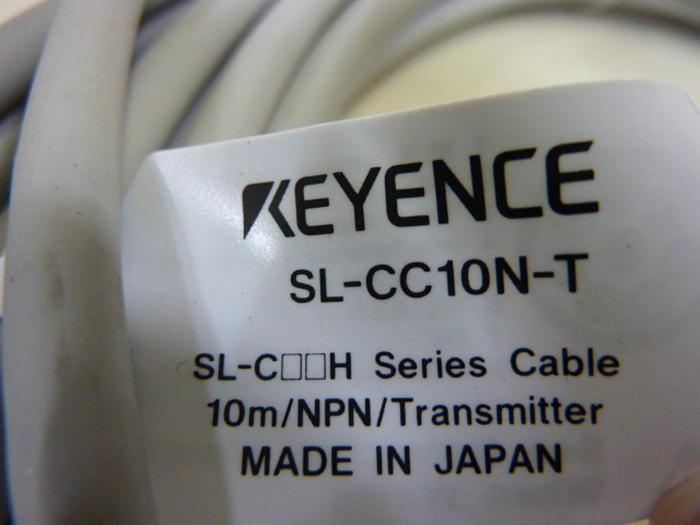 KEYENCE
SL-CC10N-T
SL-C□□H Series Cable
10m/NPN/Transmitter
MADE IN JAPAN